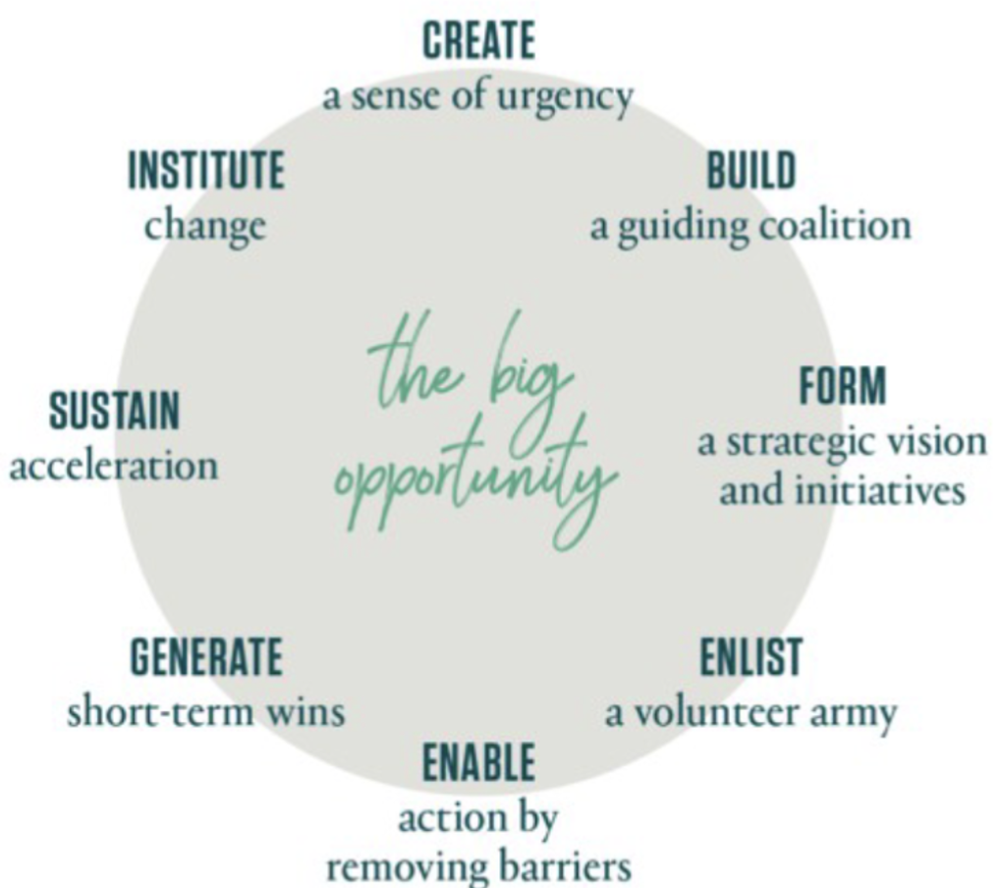 CREATE
a sense of urgency
BUILD
a guiding coalition
FORM
a strategic vision
and initiatives
ENLIST
a volunteer army
ENABLE
action by
removing barriers
GENERATE
short-term wins
SUSTAIN
acceleration
INSTITUTE
change
the big
opportunity